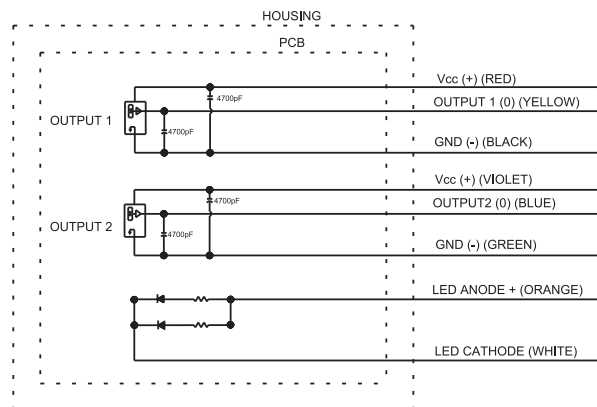 HOUSING
PCB
Vcc (+) (RED)
4700pF
OUTPUT 1 (0) (YELLOW)
OUTPUT 1
4700pF
GND (-) (BLACK)
Vcc (+) (VIOLET)
4700pF
OUTPUT2 (0) (BLUE)
OUTPUT 2
4700pF
GND (-) (GREEN)
LED ANODE + (ORANGE)
LED CATHODE (WHITE)